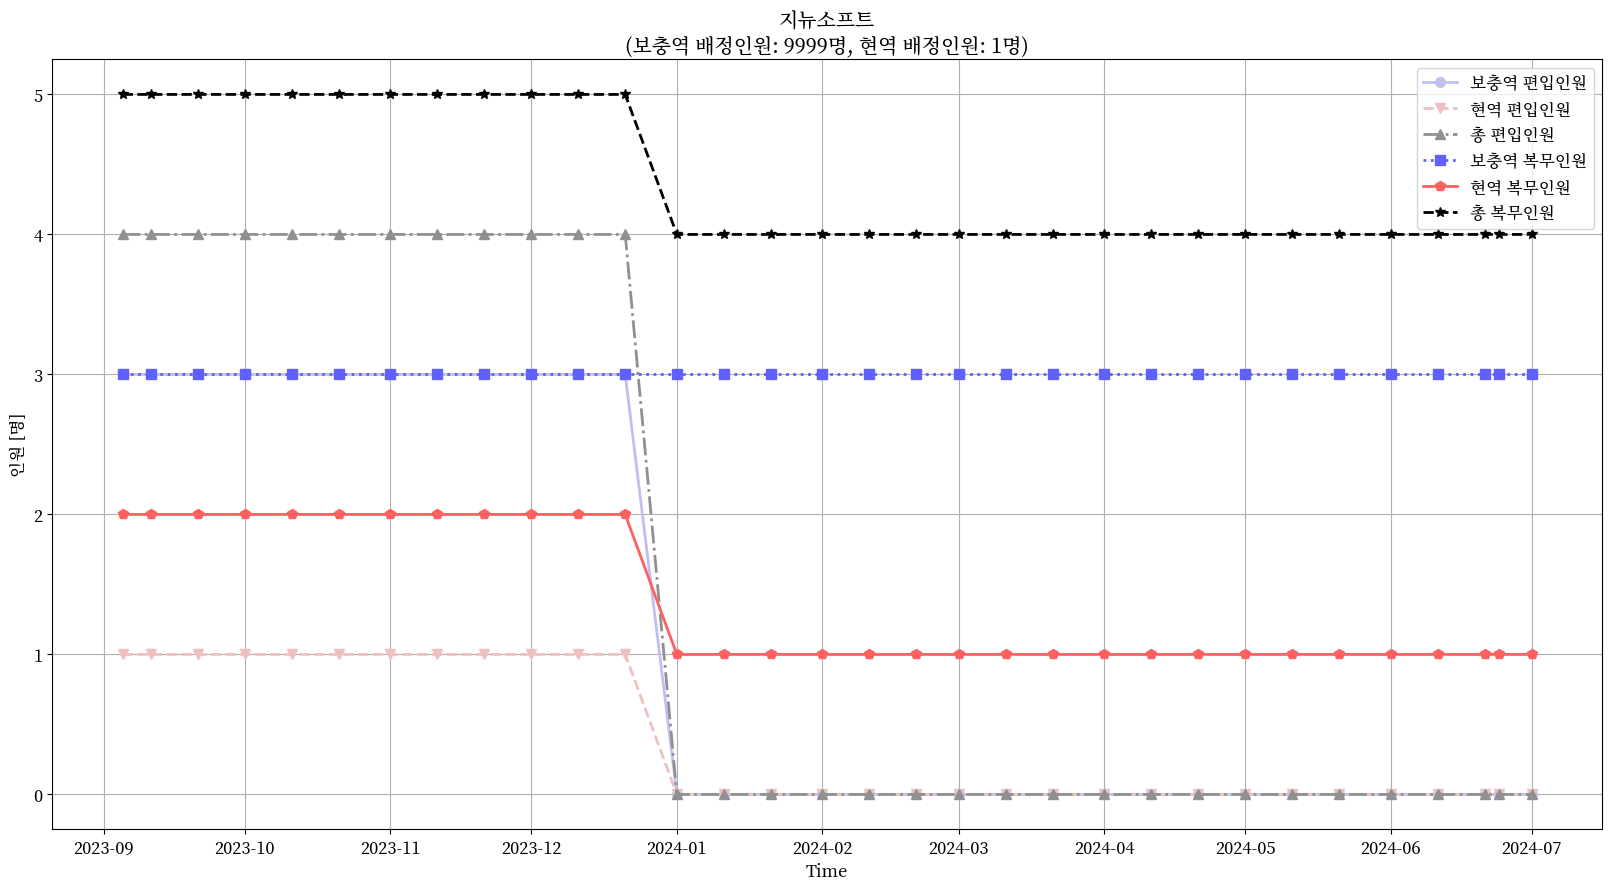 지뉴소프트
(보충역 배정인원: 9999명, 현역 배정인원: 1명)
보충역 편입인원
현역 편입인원
총 편입인원
보충역 복무인원
현역 복무인원
총 복무인원
인원 [명]
5
4
3
2
1
0
2023-09 2023-10 2023-11 2023-12 2024-01 2024-02 2024-03 2024-04 2024-05 2024-06 2024-07
Time